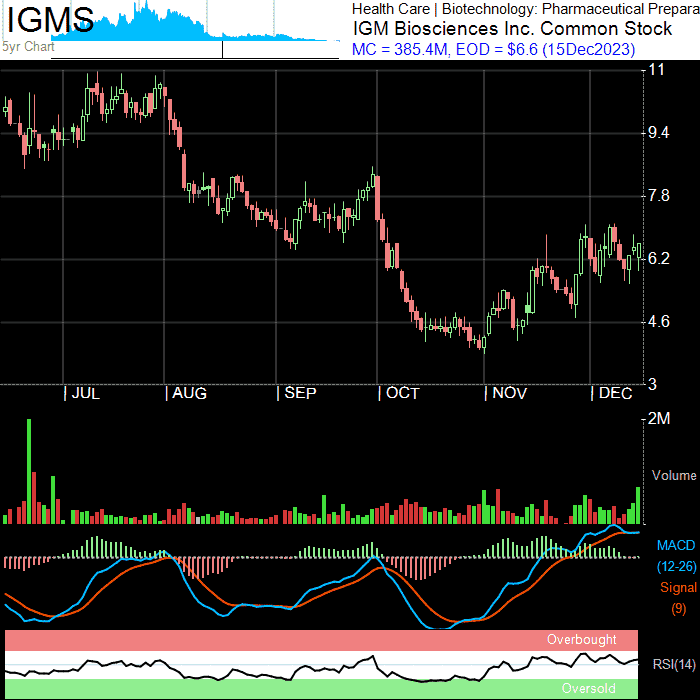 IGMS
5yr Chart
Health Care | Biotechnology: Pharmaceutical Prepara
IGM Biosciences Inc. Common Stock
MC = 385.4M, EOD = $6.6 (15Dec2023)
11
9.4
7.8
6.2
4.6
3
JUL
AUG
SEP
OCT
NOV
DEC
2M
Volume
MACD
(12-26)
Signal
(9)
Overbought
RSI(14)
Oversold